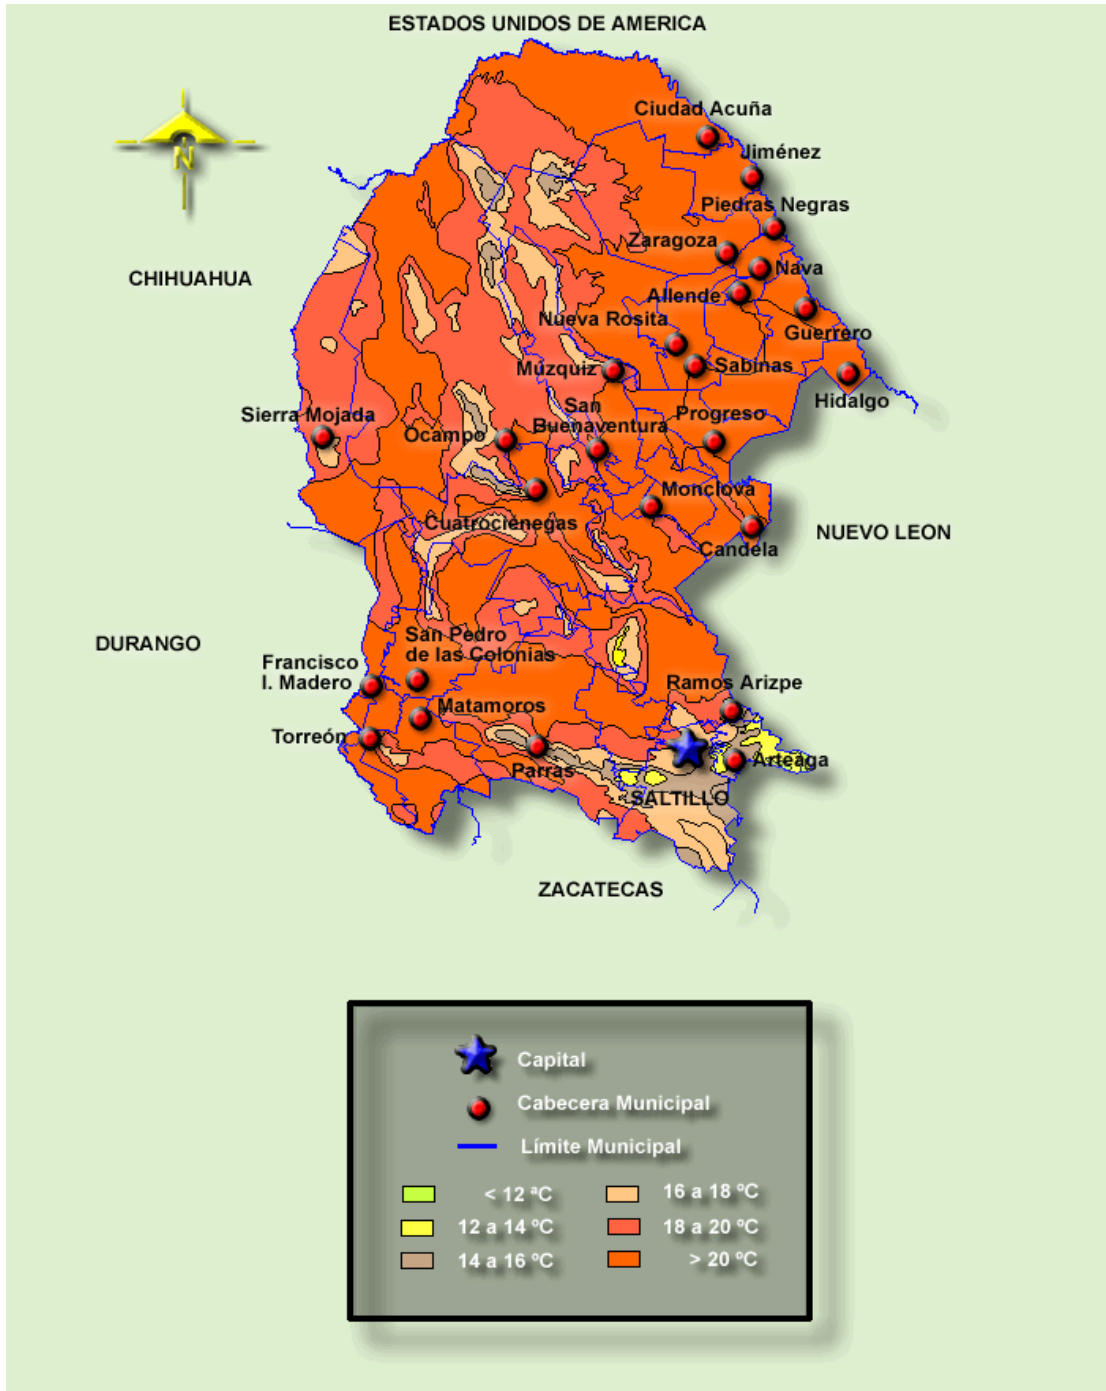 ESTADOS UNIDOS DE AMERICA
Ciudad Acuña
Jiménez
Piedras Negras
N
Zaragoza
CHIHUAHUA
Nava
Allende
Nueva Rosita
Guerrero
Múzquiz
Sabinas
Hidalgo
San
Buenaventura
Sierra Mojada
Progreso
Ocampo
Monclova
Cuatrociénegas
NUEVO LEON
Candela
DURANGO
San Pedro
de las Colonias
Francisco
I. Madero
Ramos Arizpe
Matamoros
Torreón
Arteaga
Parras
SALTILLO
ZACATECAS
Capital
Cabecera Municipal
Límite Municipal
< 12 ªC
16 a 18 ºC
12 a 14 ºC
18 a 20 ºC
14 a 16 ºC
> 20 ºC